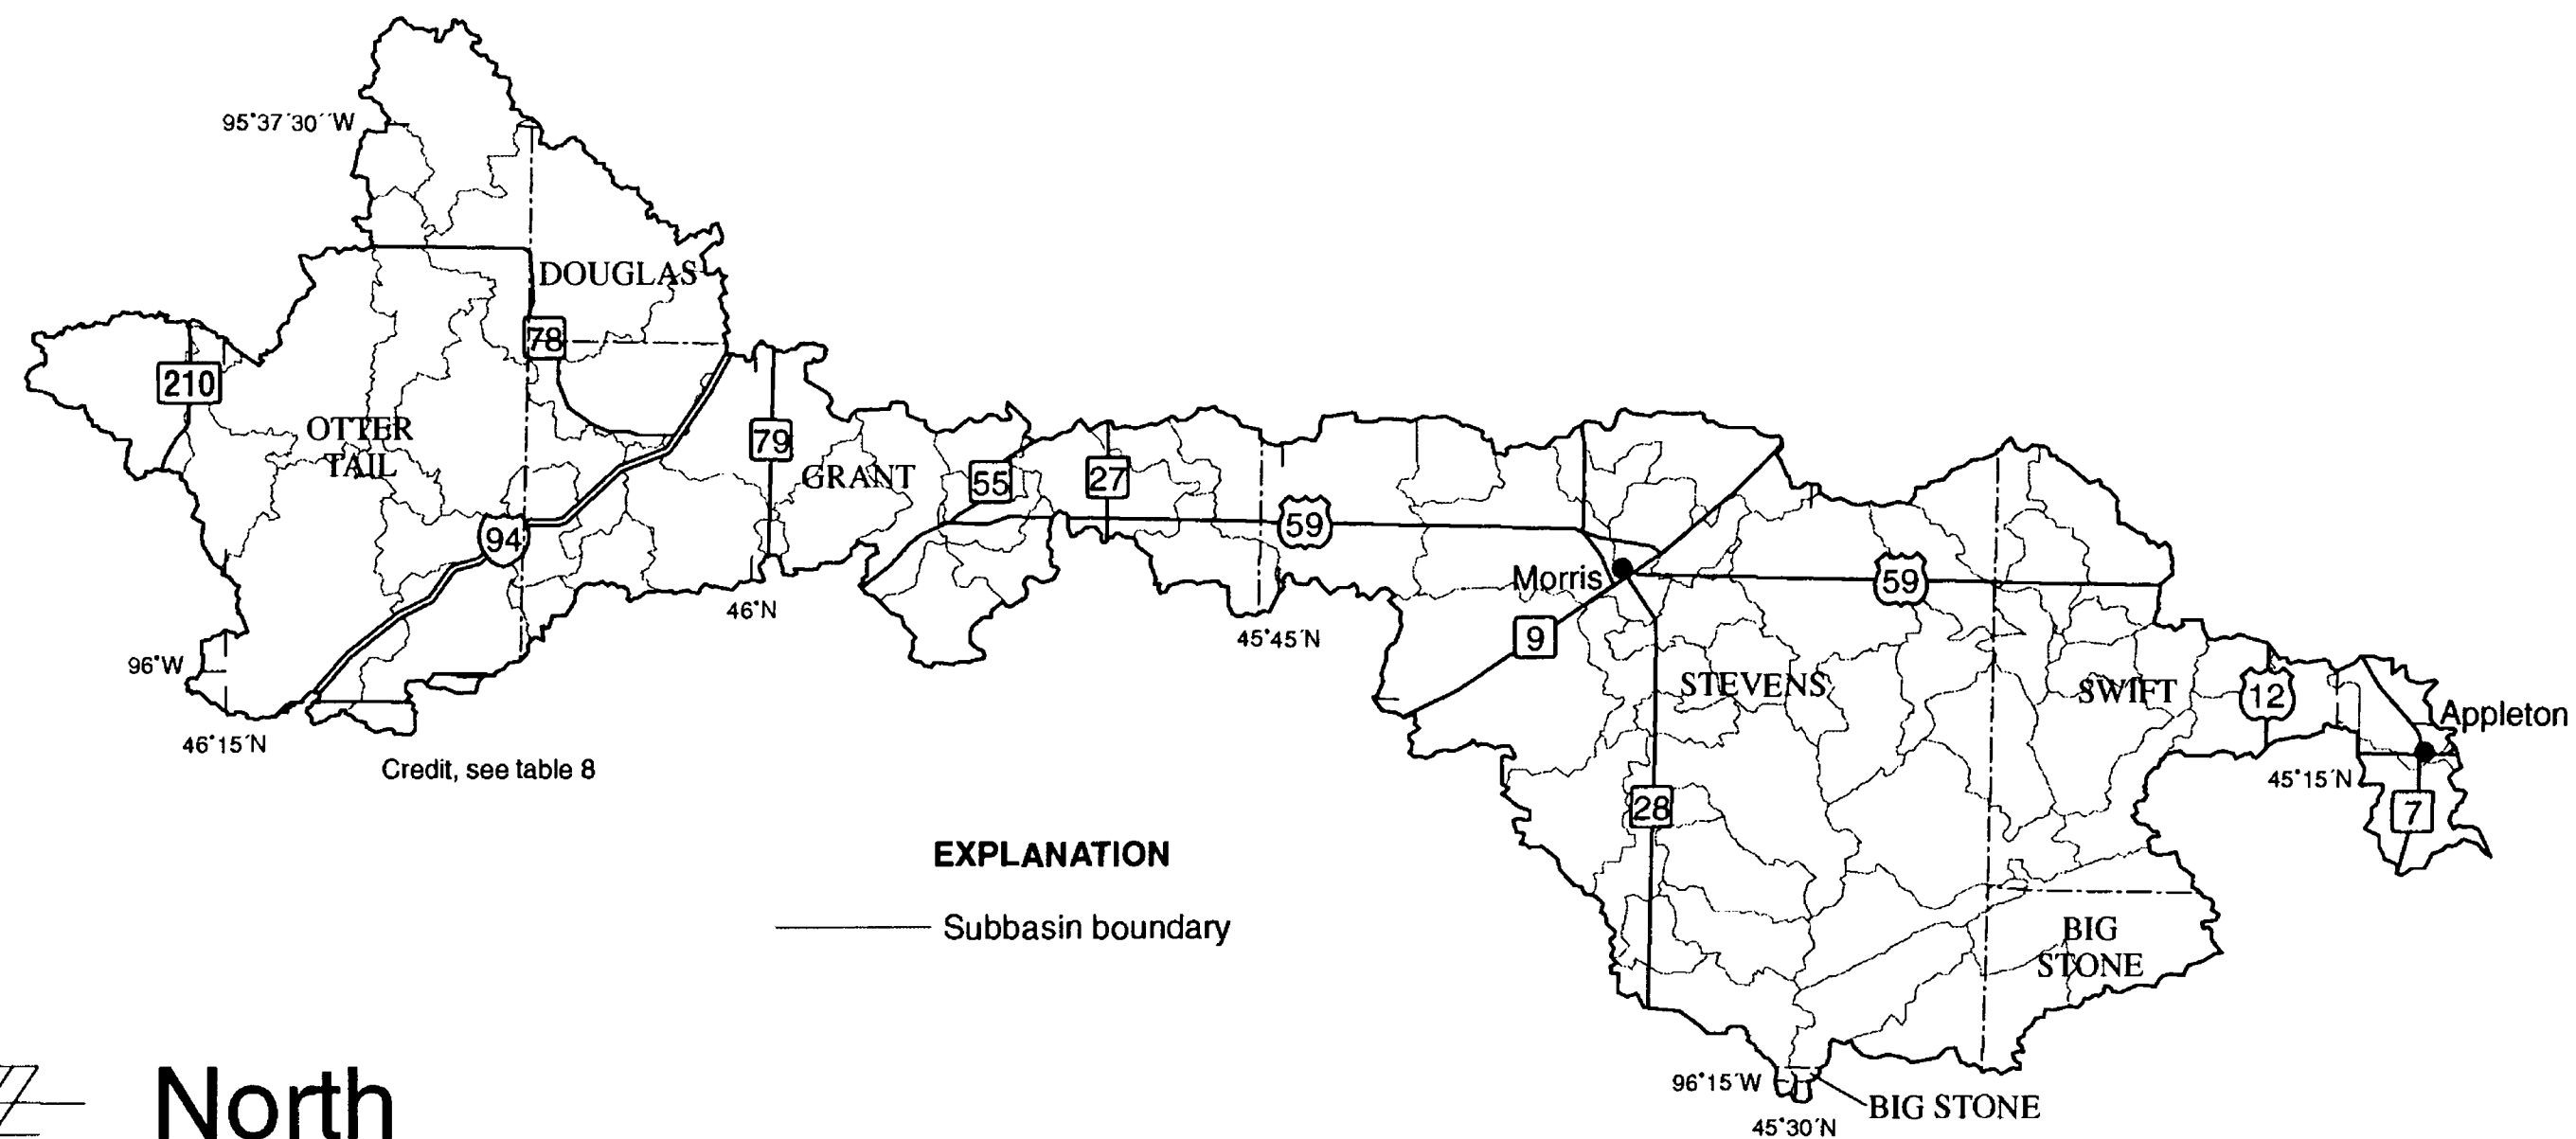 95°37´30´´W
DOUGLAS
78
210
OTTER
TAIL
79
GRANT
55
27
94
59
Morris
59
9
46°N
45°45´N
96°W
STEVENS
SWIFT
12
Appleton
46°15´N
Credit, see table 8
45°15´N
28
7
EXPLANATION
Subbasin boundary
BIG
STONE
96°15´W
BIG STONE
45°30´N
North